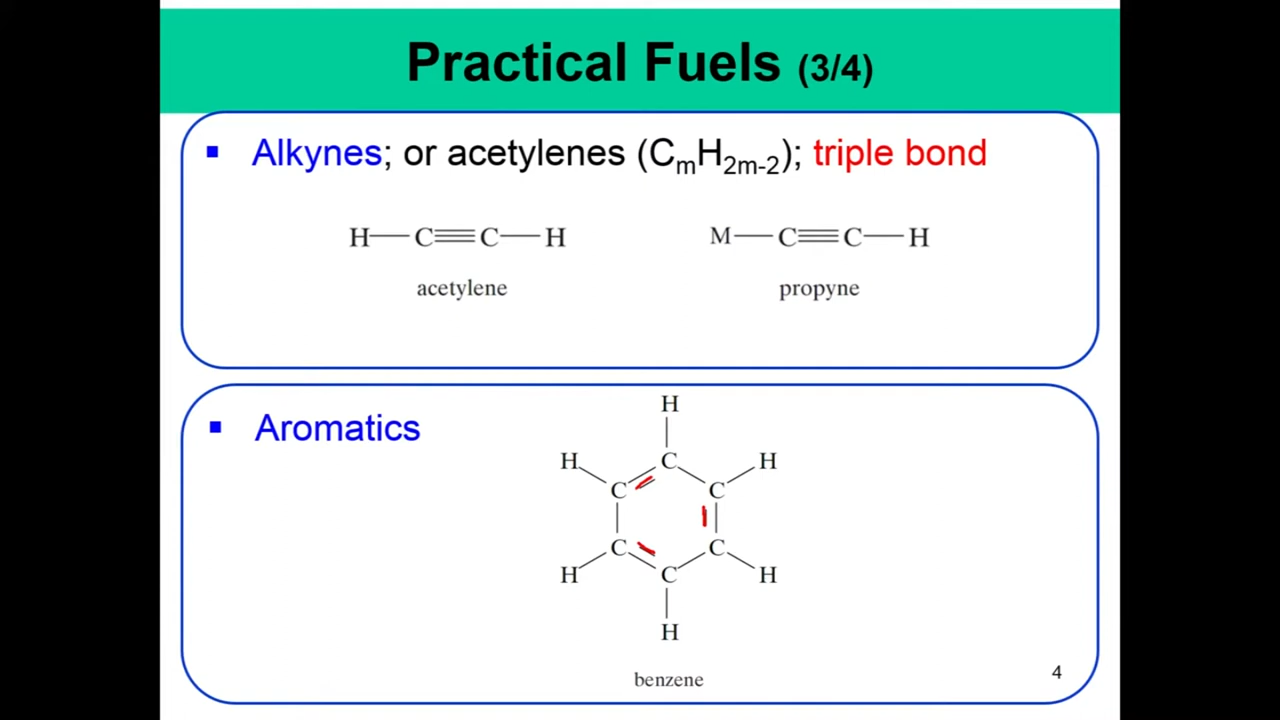 Practical Fuels (3/4)
▪ Alkynes; or acetylenes (CmH2m-2); triple bond
H—C≡C—H M—C≡C—H
acetylene propyne
▪ Aromatics
H
H C H
C C
C C
H C H
H
benzene
4